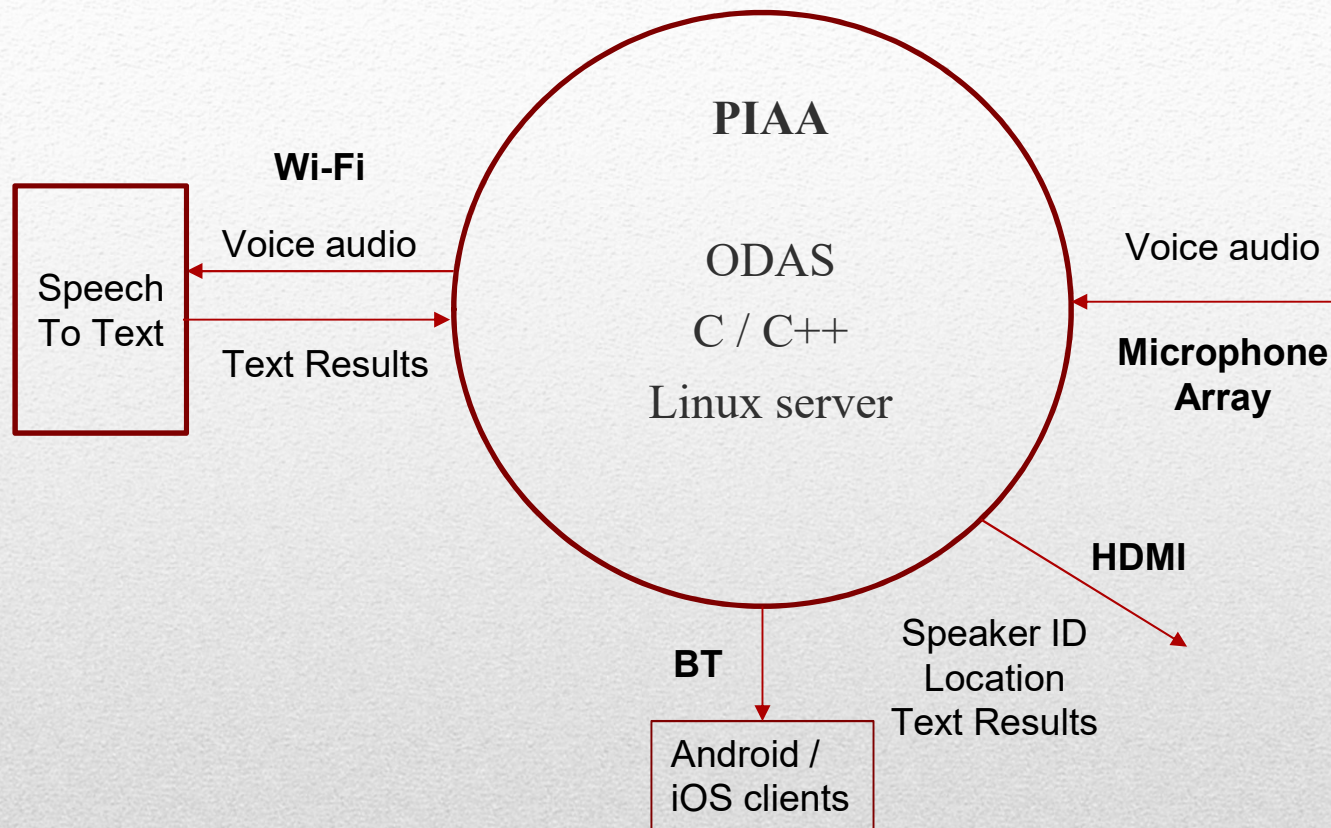 PIAA
ODAS
C / C++
Linux server
Wi-Fi
Voice audio
Text Results
Speech
To Text
Voice audio
Microphone
Array
HDMI
Speaker ID
Location
Text Results
BT
Android /
iOS clients